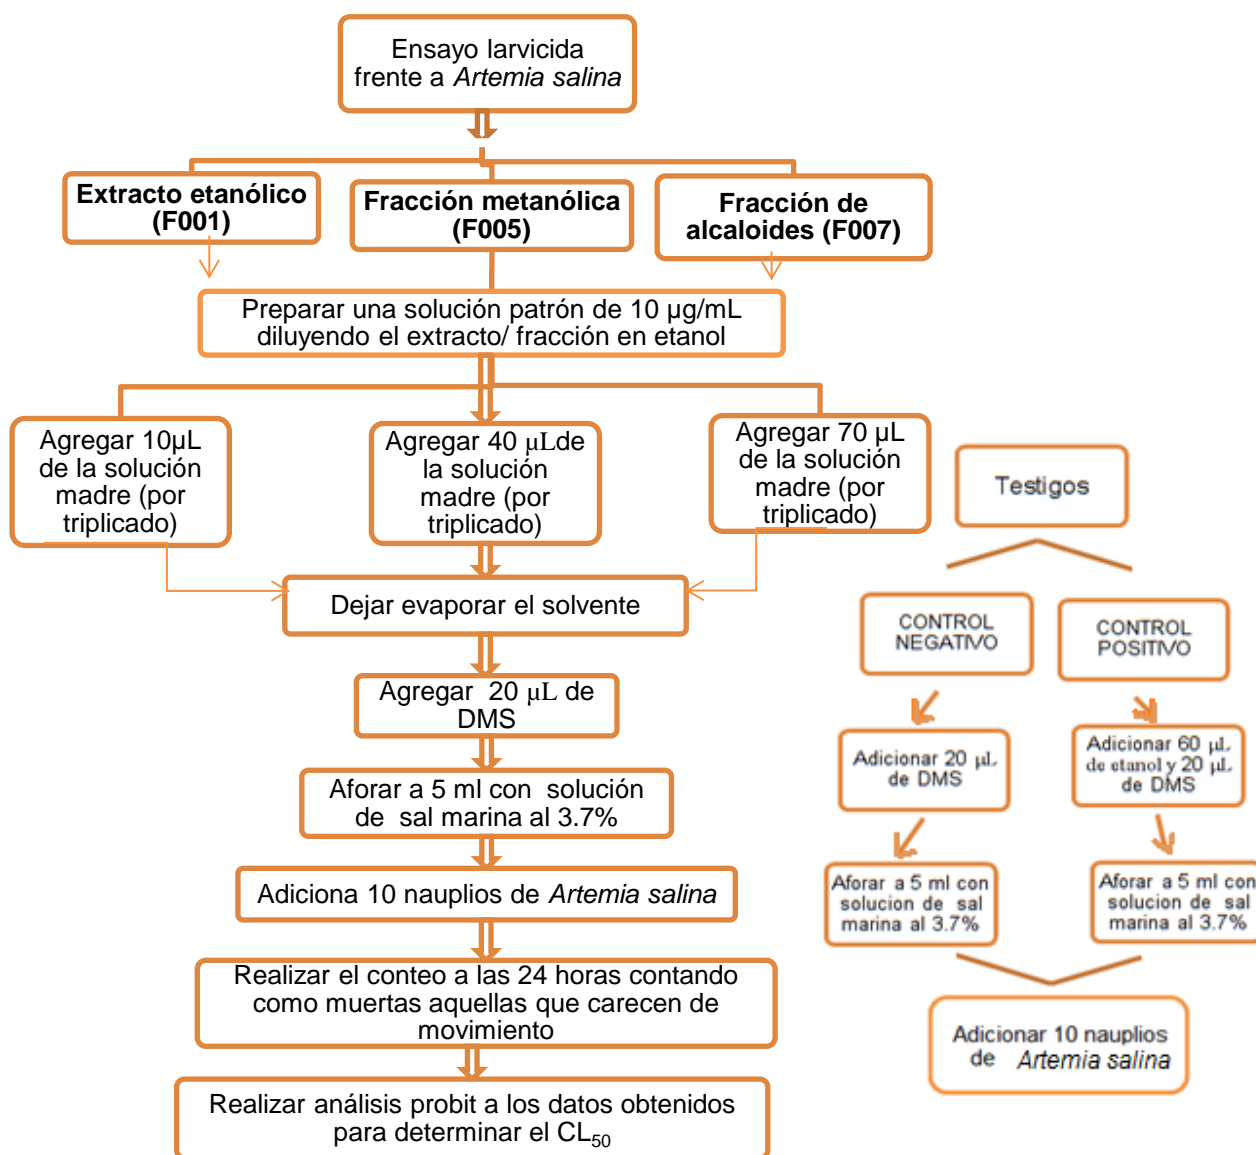 Ensayo larvicida
frente a Artemia salina
Extracto etanólico
(F001)
Fracción metanólica
(F005)
Fracción de
alcaloides (F007)
Preparar una solución patrón de 10 µg/mL
diluyendo el extracto/ fracción en etanol
Agregar 10µL
de la solución
madre (por
triplicado)
Agregar 40 µLde
la solución
madre (por
triplicado)
Agregar 70 µL
de la solución
madre (por
triplicado)
Dejar evaporar el solvente
Agregar 20 µL de
DMS
Aforar a 5 ml con solución
de sal marina al 3.7%
Adiciona 10 nauplios de Artemia salina
Realizar el conteo a las 24 horas contando
como muertas aquellas que carecen de
movimiento
Realizar análisis probit a los datos obtenidos
para determinar el CL50
Testigos
CONTROL
NEGATIVO
CONTROL
POSITIVO
Adicionar 20 µL
de DMS
Adicionar 60 µL
de etanol y 20 µL
de DMS
Aforar a 5 ml con
solucion de sal
marina al 3.7%
Aforar a 5 ml con
solucion de sal
marina al 3.7%
Adicionar 10 nauplios
de Artemia salina